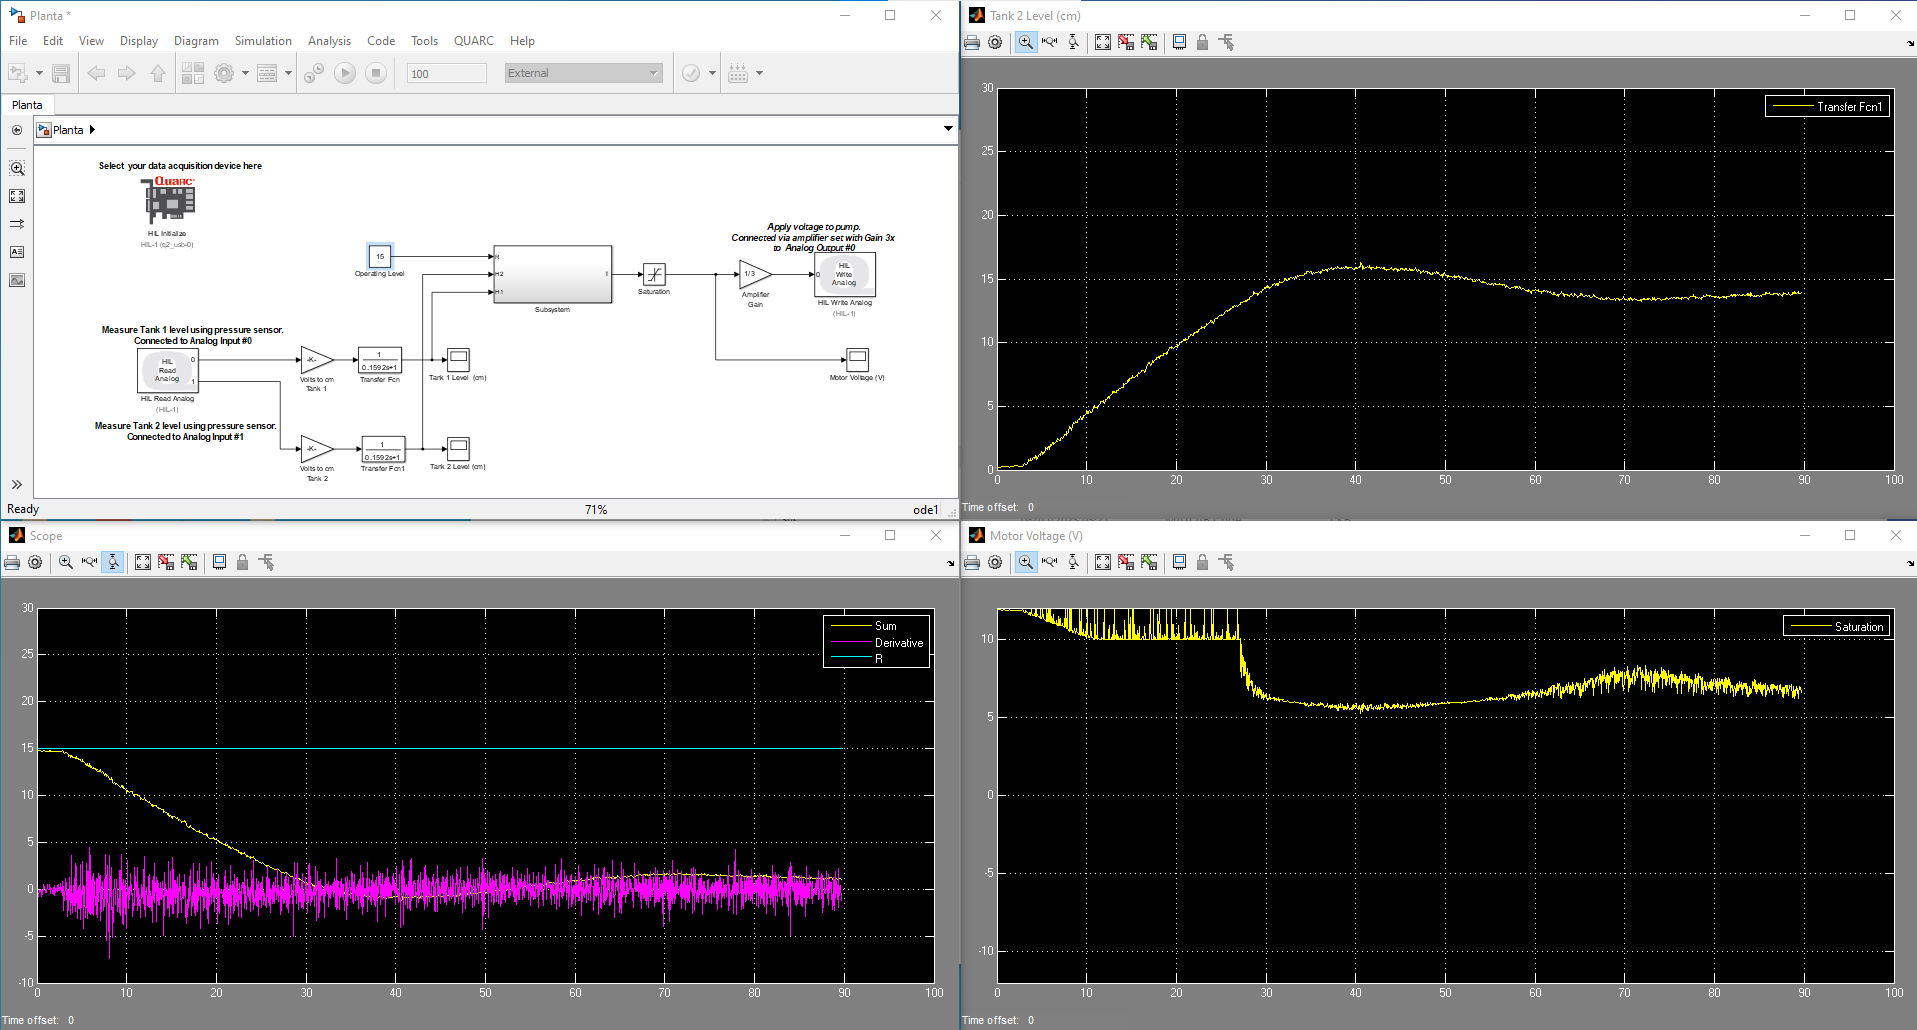 Planta *
File Edit View Display Diagram Simulation Analysis Code Tools QUARC Help
100 External
Planta
Planta
Select your data acquisition device here
QUARC
HIL Initialize
HIL-1 (q2_usb-0)
15
Operating Level
R
H2
H1
1
Subsystem
Saturation
1/3
Amplifier
Gain
Apply voltage to pump.
Connected via amplifier set with Gain 3x
to Analog Output #0
0
HIL
Write
Analog
HIL Write Analog
(HIL-1)
Motor Voltage (V)
Measure Tank 1 level using pressure sensor.
Connected to Analog Input #0
HIL
Read
Analog
0
1
HIL Read Analog
(HIL-1)
-K-
Volts to cm
Tank 1
1
0.1592s+1
Transfer Fcn
Tank 1 Level (cm)
Measure Tank 2 level using pressure sensor.
Connected to Analog Input #1
-K-
Volts to cm
Tank 2
1
0.1592s+1
Transfer Fcn1
Tank 2 Level (cm)
Ready 71% ode1
Tank 2 Level (cm)
Transfer Fcn1
30
25
20
15
10
5
0
0 10 20 30 40 50 60 70 80 90 100
Time offset: 0
Scope
Sum
Derivative
R
30
25
20
15
10
5
0
-5
-10
0 10 20 30 40 50 60 70 80 90 100
Time offset: 0
Motor Voltage (V)
Saturation
10
5
0
-5
-10
0 10 20 30 40 50 60 70 80 90 100
Time offset: 0